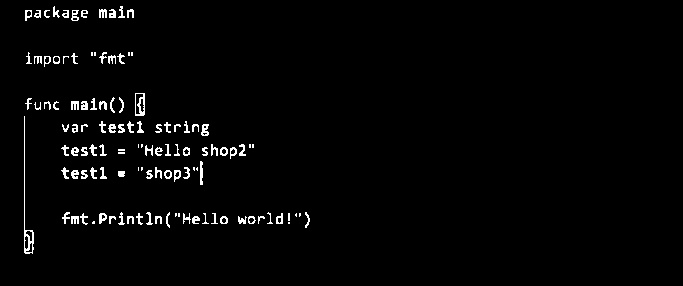 package main
import "fmt"
func main() {
var test1 string
test1 = "Hello shop2"
test1 = "shop3"
fmt.Println("Hello world!")
}